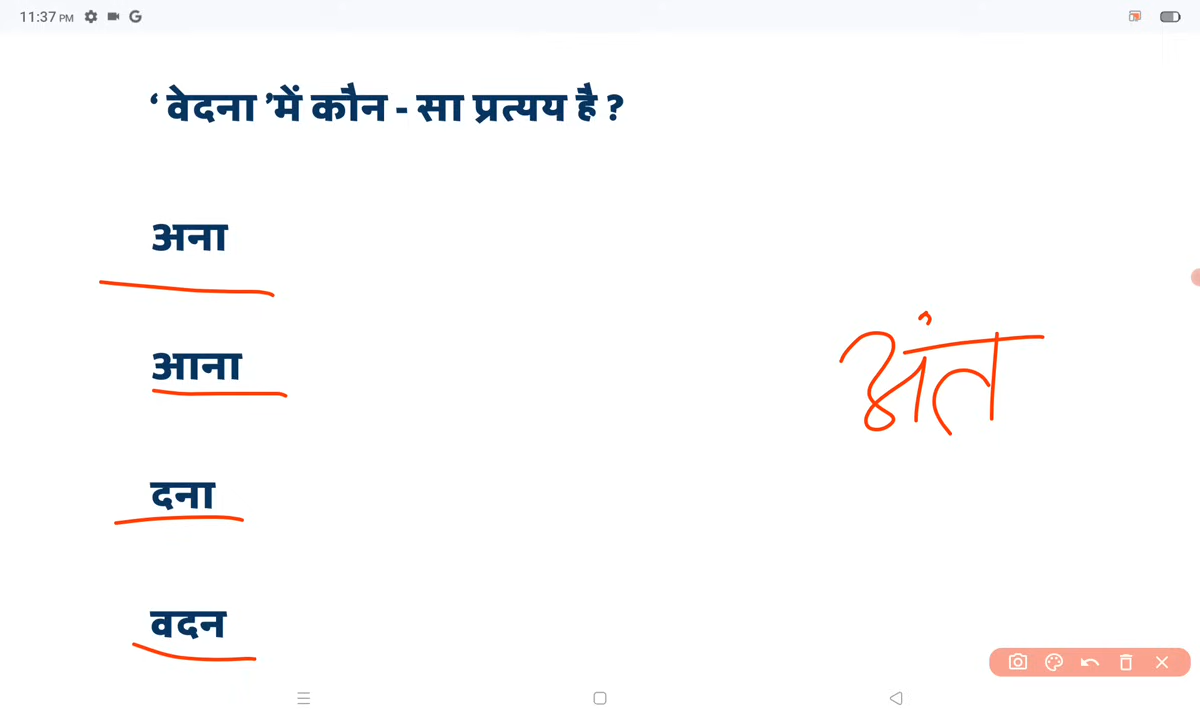 11:37 PM
‘ वेदना ’में कौन - सा प्रत्यय है ?
अना
आना
अंत
दना
वदन